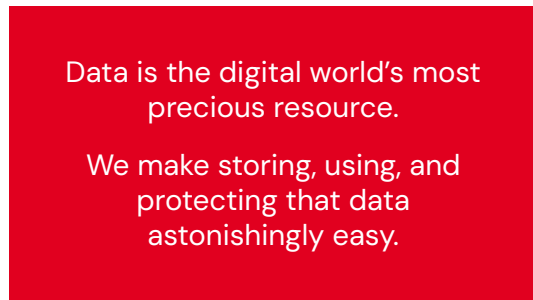 Data is the digital world’s most
precious resource.
We make storing, using, and
protecting that data
astonishingly easy.